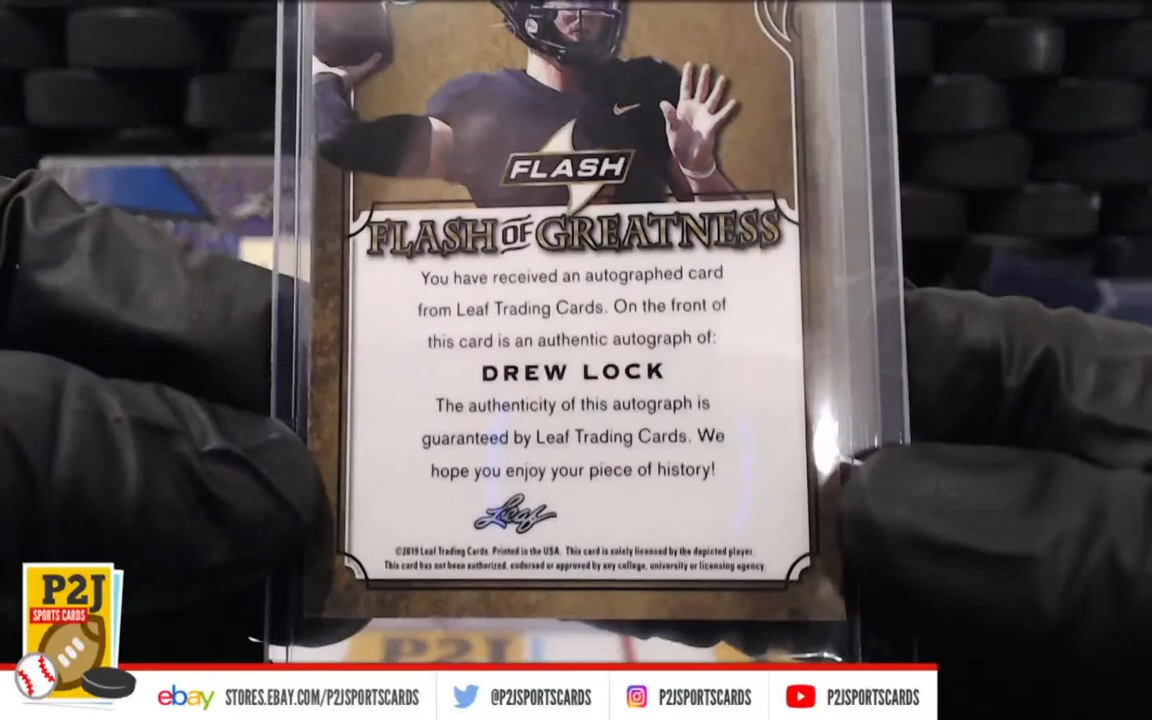 FLASH
FLASH OF GREATNESS
You have received an autographed card
from Leaf Trading Cards. On the front of
this card is an authentic autograph of:
DREW LOCK
The authenticity of this autograph is
guaranteed by Leaf Trading Cards. We
hope you enjoy your piece of history!
Leaf
©2019 Leaf Trading Cards. Printed in the USA. This card is solely licensed by the depicted player.
This card has not been authorized, endorsed or approved by any college, university or licensing agency.
P2J
P2J
SPORTS CARDS
ebay STORES.EBAY.COM/P2JSPORTSCARDS
@P2JSPORTSCARDS
P2JSPORTSCARDS
P2JSPORTSCARDS